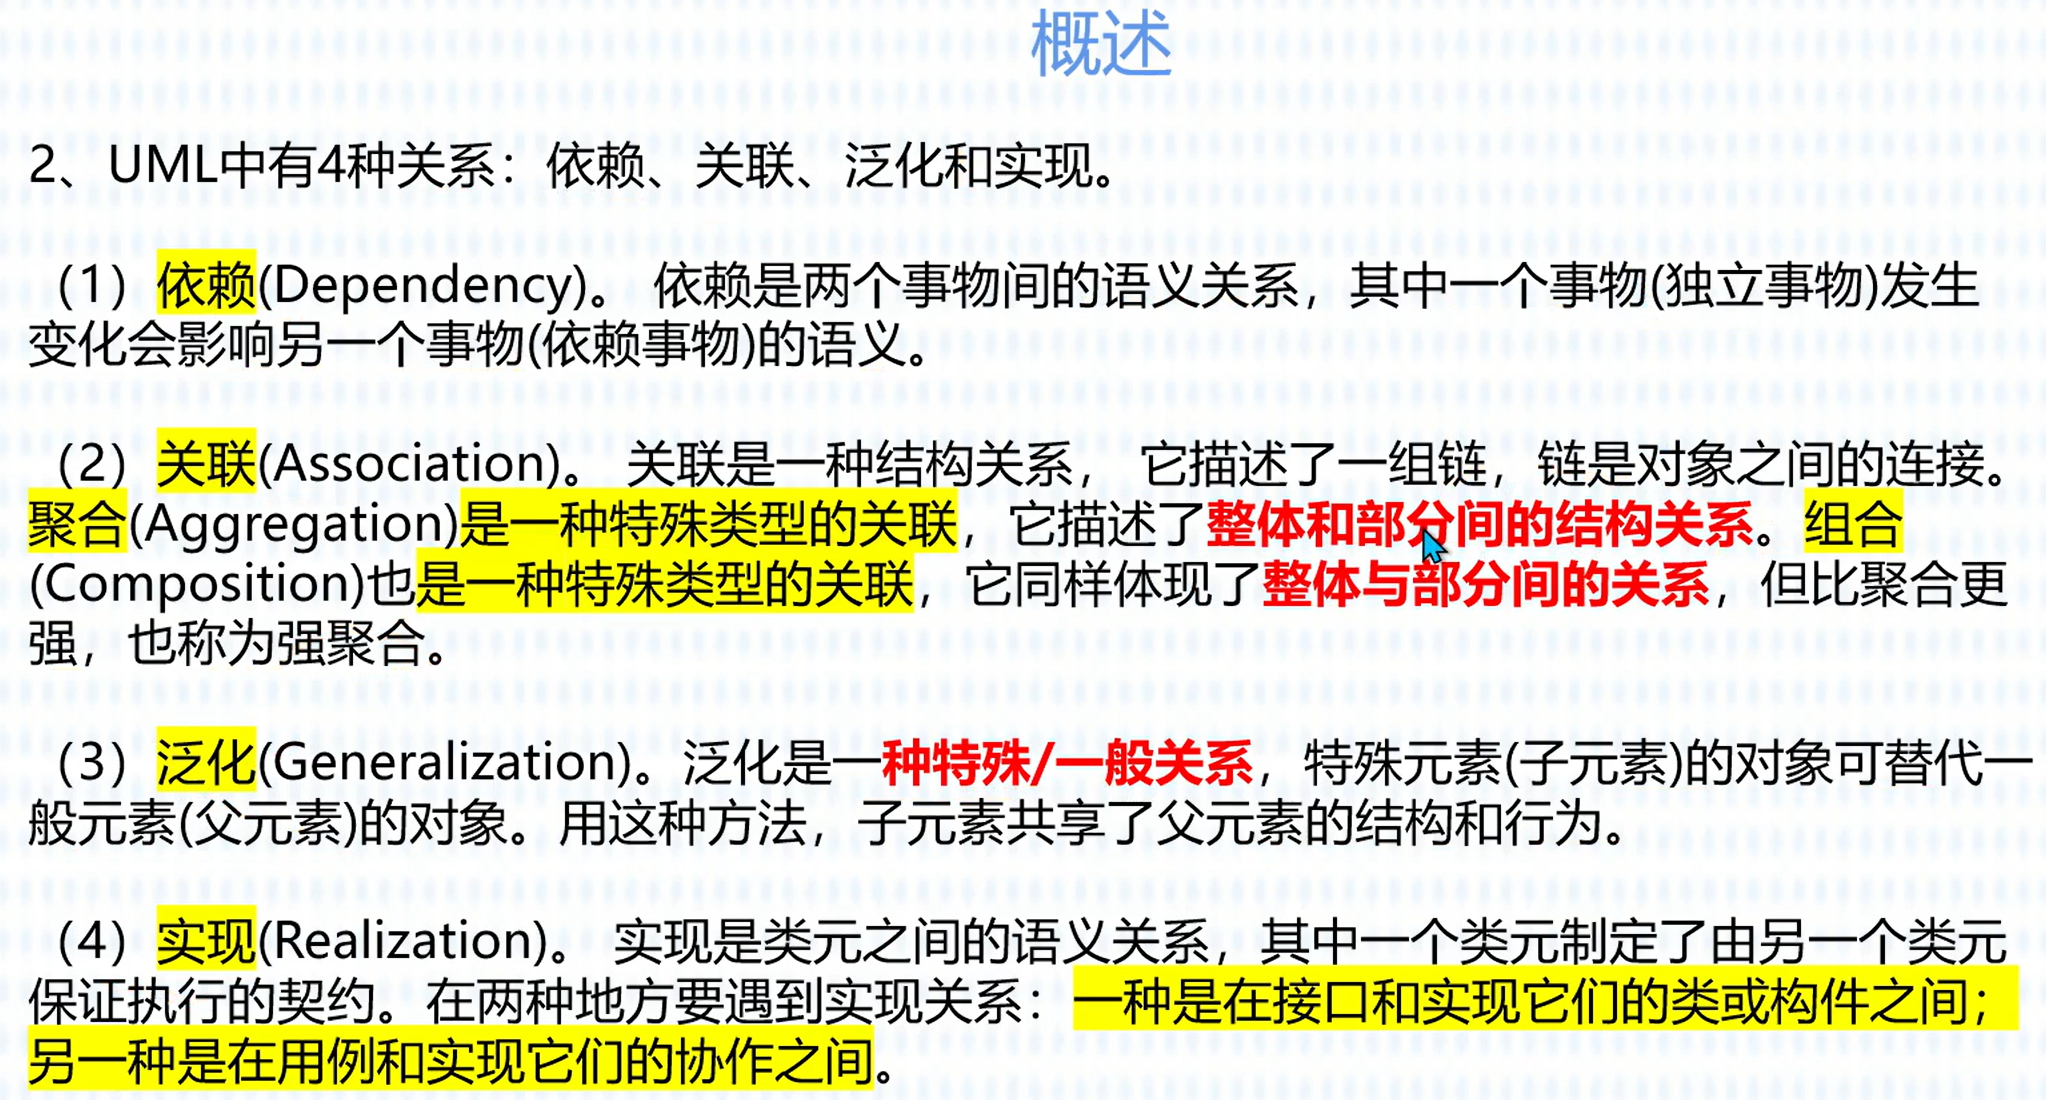 概述
2、UML中有4种关系：依赖、关联、泛化和实现。
（1）依赖(Dependency)。 依赖是两个事物间的语义关系，其中一个事物(独立事物)发生
变化会影响另一个事物(依赖事物)的语义。
（2）关联(Association)。 关联是一种结构关系， 它描述了一组链，链是对象之间的连接。
聚合(Aggregation)是一种特殊类型的关联，它描述了整体和部分间的结构关系。组合
(Composition)也是一种特殊类型的关联，它同样体现了整体与部分间的关系，但比聚合更
强，也称为强聚合。
（3）泛化(Generalization)。泛化是一种特殊/一般关系，特殊元素(子元素)的对象可替代一
般元素(父元素)的对象。用这种方法，子元素共享了父元素的结构和行为。
（4）实现(Realization)。 实现是类元之间的语义关系，其中一个类元制定了由另一个类元
保证执行的契约。在两种地方要遇到实现关系：一种是在接口和实现它们的类或构件之间；
另一种是在用例和实现它们的协作之间。